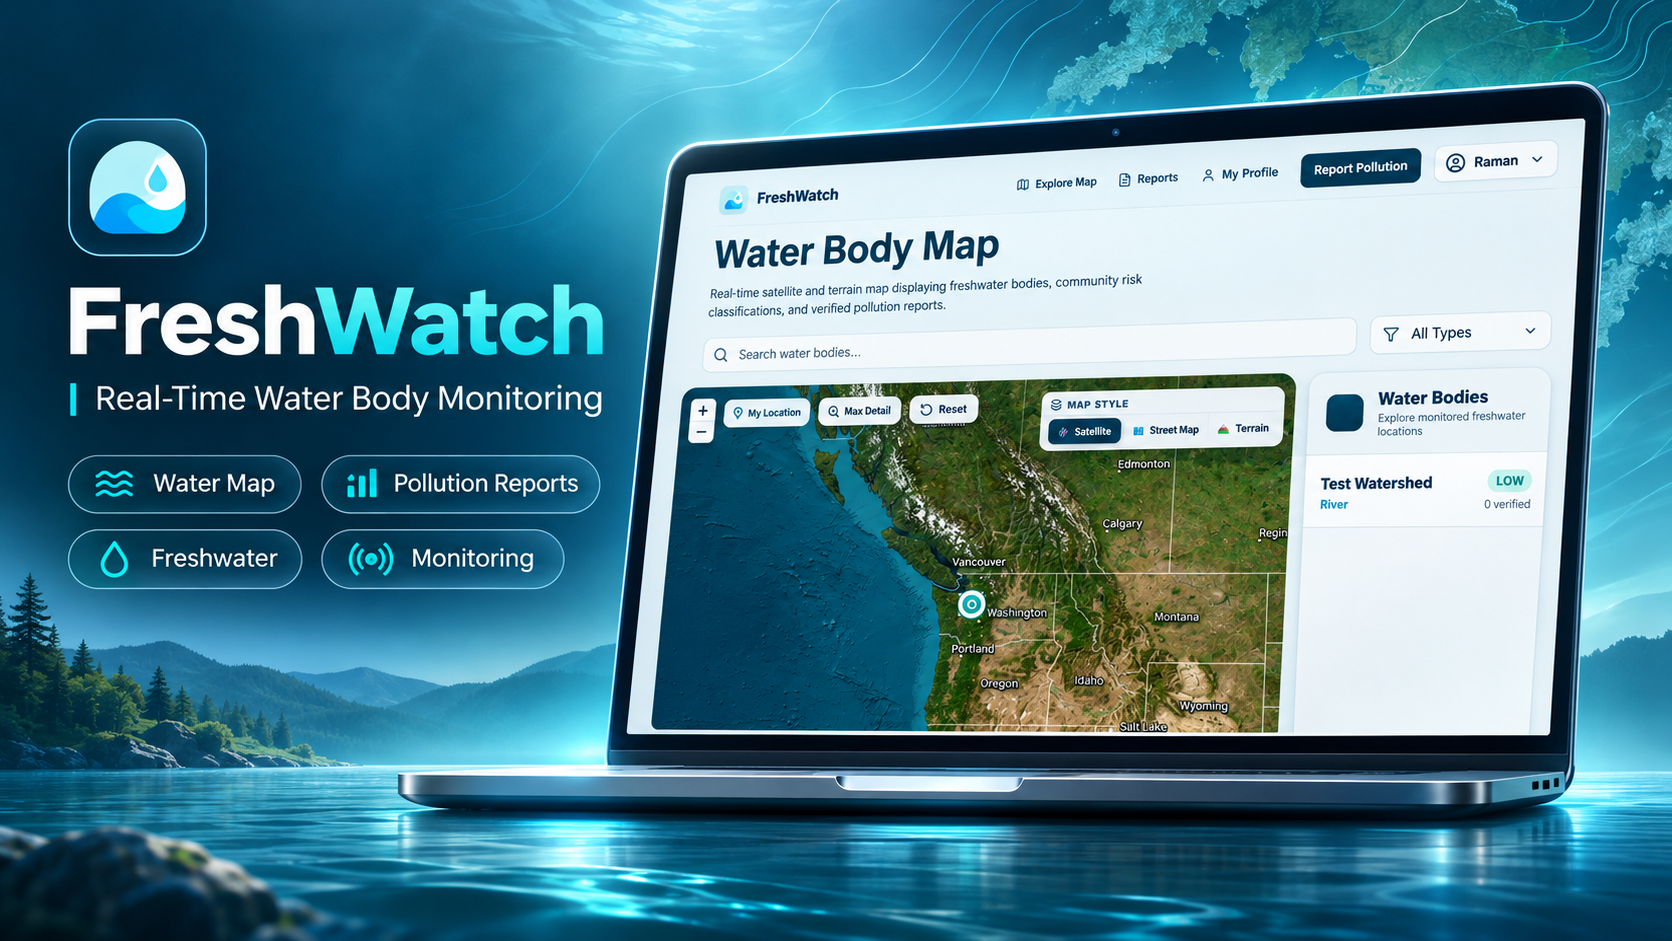 FreshWatch
Real-Time Water Body Monitoring
Water Map
Pollution Reports
Freshwater
Monitoring
FreshWatch
Explore Map
Reports
My Profile
Report Pollution
Raman
Water Body Map
Real-time satellite and terrain map displaying freshwater bodies, community risk
classifications, and verified pollution reports.
Search water bodies...
All Types
+
−
My Location
Max Detail
Reset
MAP STYLE
Satellite
Street Map
Terrain
Edmonton
Calgary
Regin
Vancouver
Washington
Montana
Portland
Oregon
Idaho
Wyoming
Salt Lake
Water Bodies
Explore monitored freshwater
locations
Test Watershed
LOW
River
0 verified